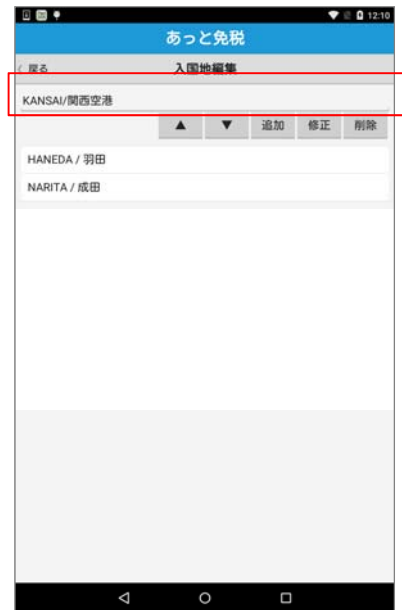 12:10
あっと免税
〈 戻る 入国地編集
KANSAI/関西空港
▲ ▼ 追加 修正 削除
HANEDA / 羽田
NARITA / 成田